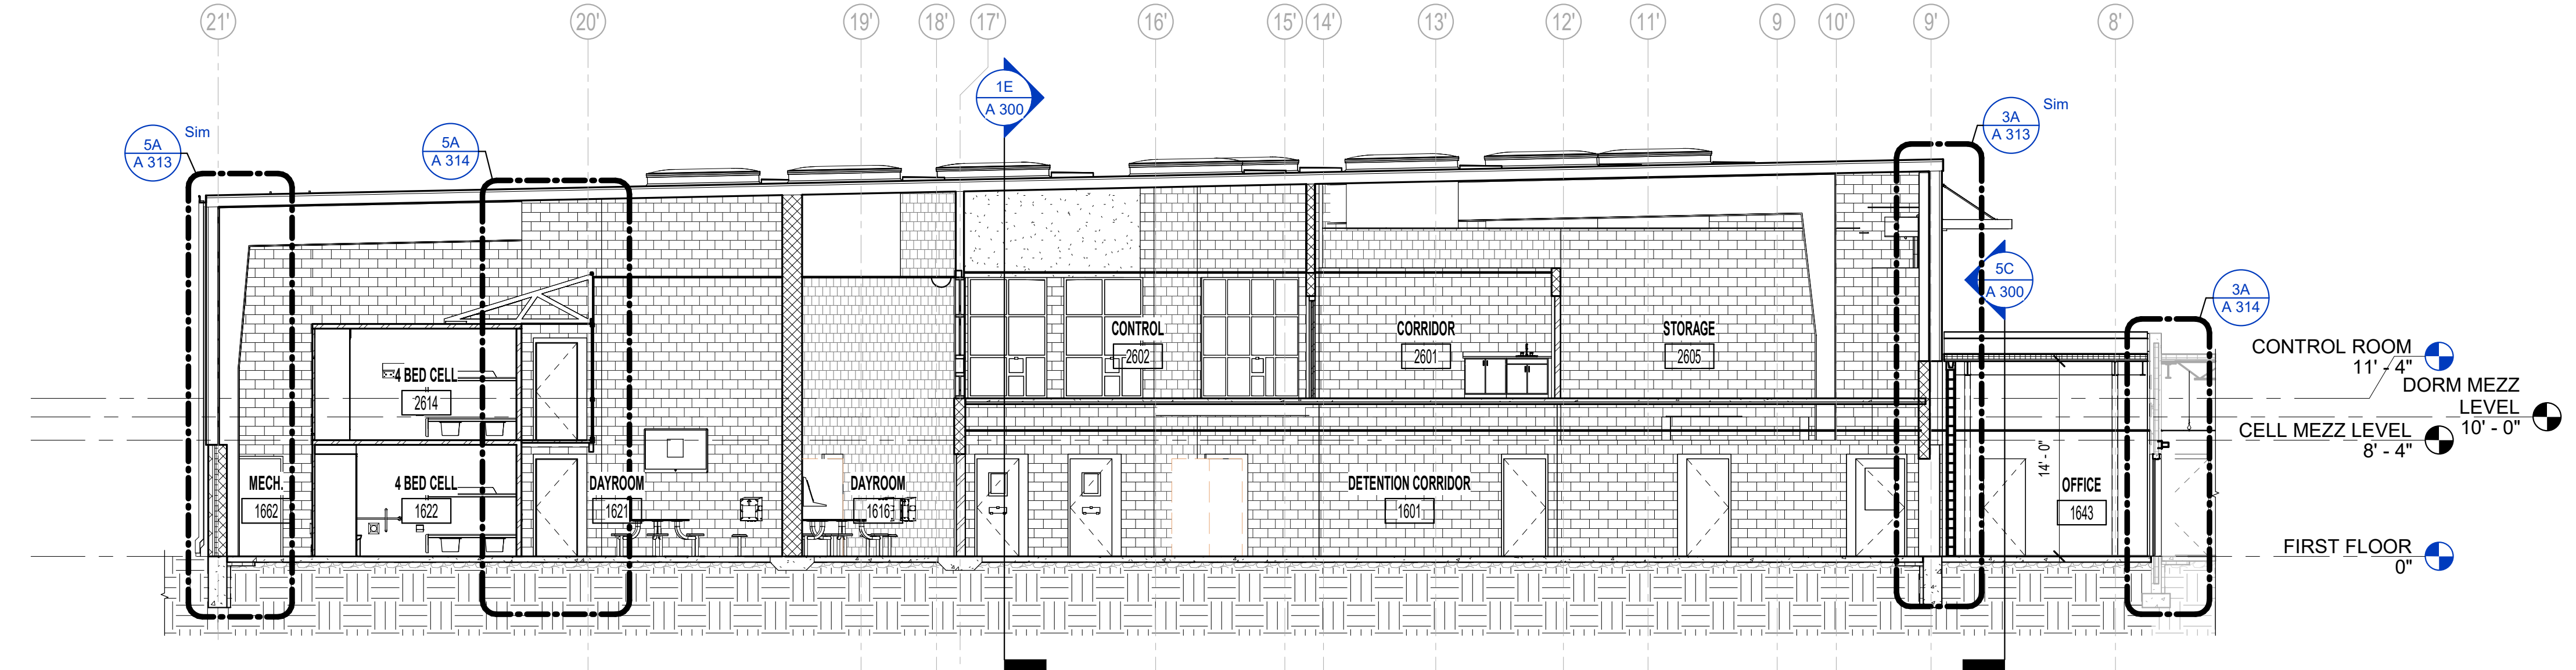 21'
20'
19'
18'
17'
16'
15'
14'
13'
12'
11'
9
10'
9'
8'
1E
A 300
5A
A 313
Sim
5A
A 314
3A
A 313
Sim
5C
A 300
3A
A 314
CONTROL
2602
CORRIDOR
2601
STORAGE
2605
4 BED CELL
2614
MECH.
1662
4 BED CELL
1622
DAYROOM
1621
DAYROOM
1616
DETENTION CORRIDOR
1601
14' - 0"
OFFICE
1643
CONTROL ROOM
11' - 4"
DORM MEZZ
LEVEL
10' - 0"
CELL MEZZ LEVEL
8' - 4"
FIRST FLOOR
0"